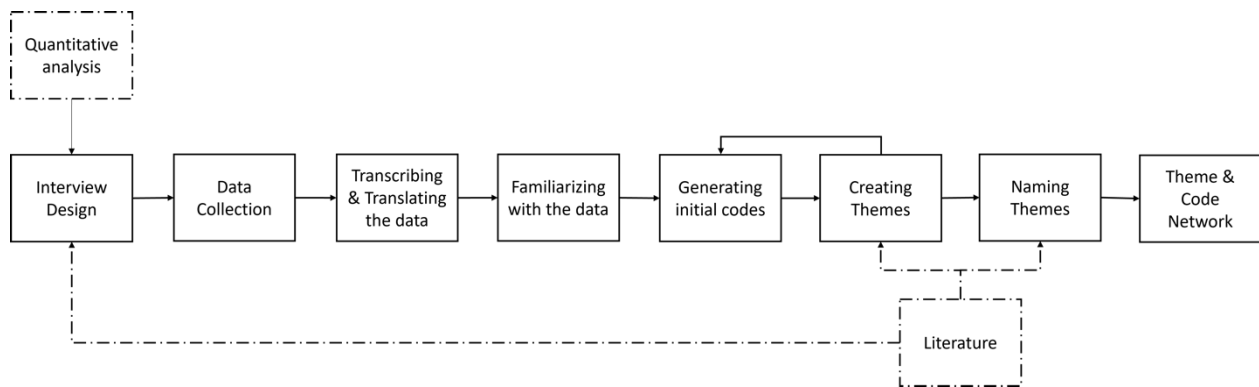 Quantitative
analysis
Interview
Design
Data
Collection
Transcribing
& Translating
the data
Familiarizing
with the data
Generating
initial codes
Creating
Themes
Naming
Themes
Theme &
Code
Network
Literature